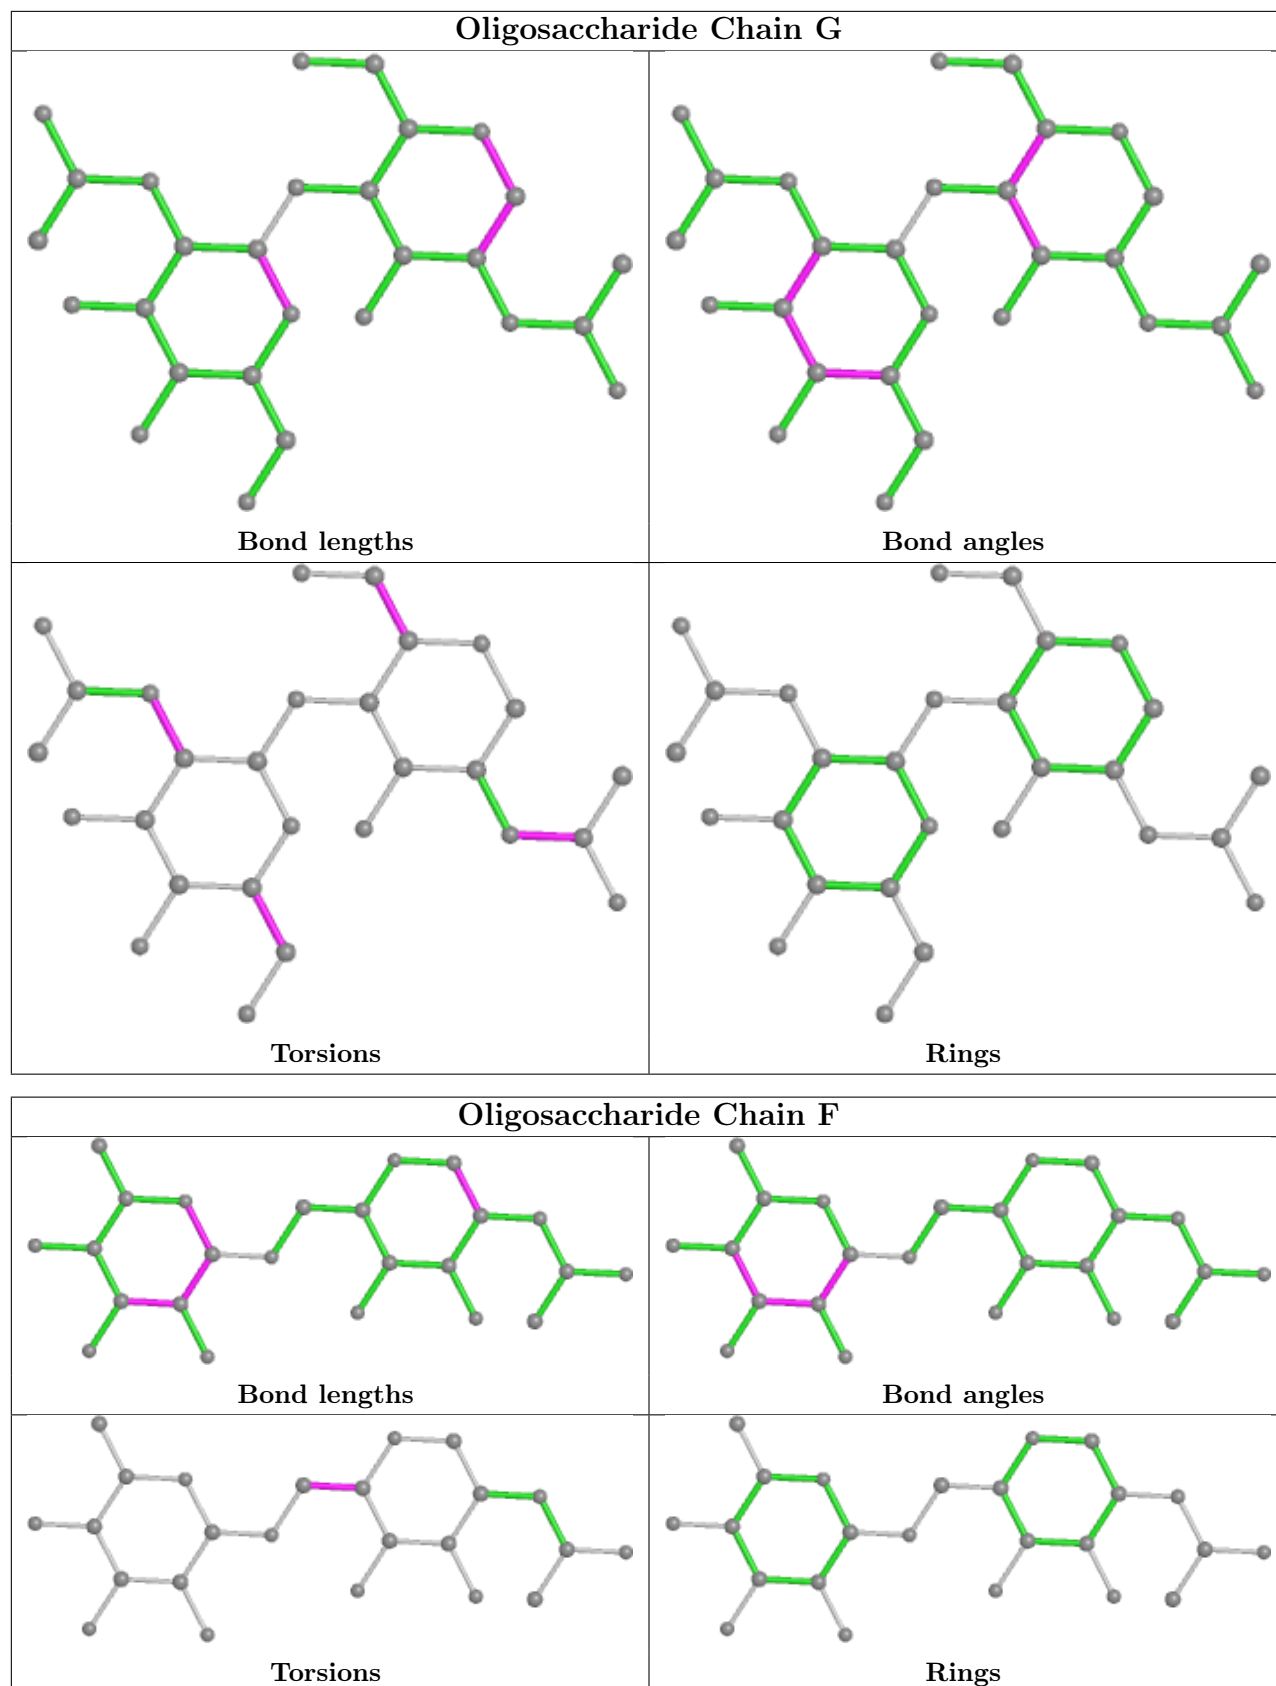 Oligosaccharide Chain G
Bond lengths
Bond angles
Torsions
Rings
Oligosaccharide Chain F
Bond lengths
Bond angles
Torsions
Rings